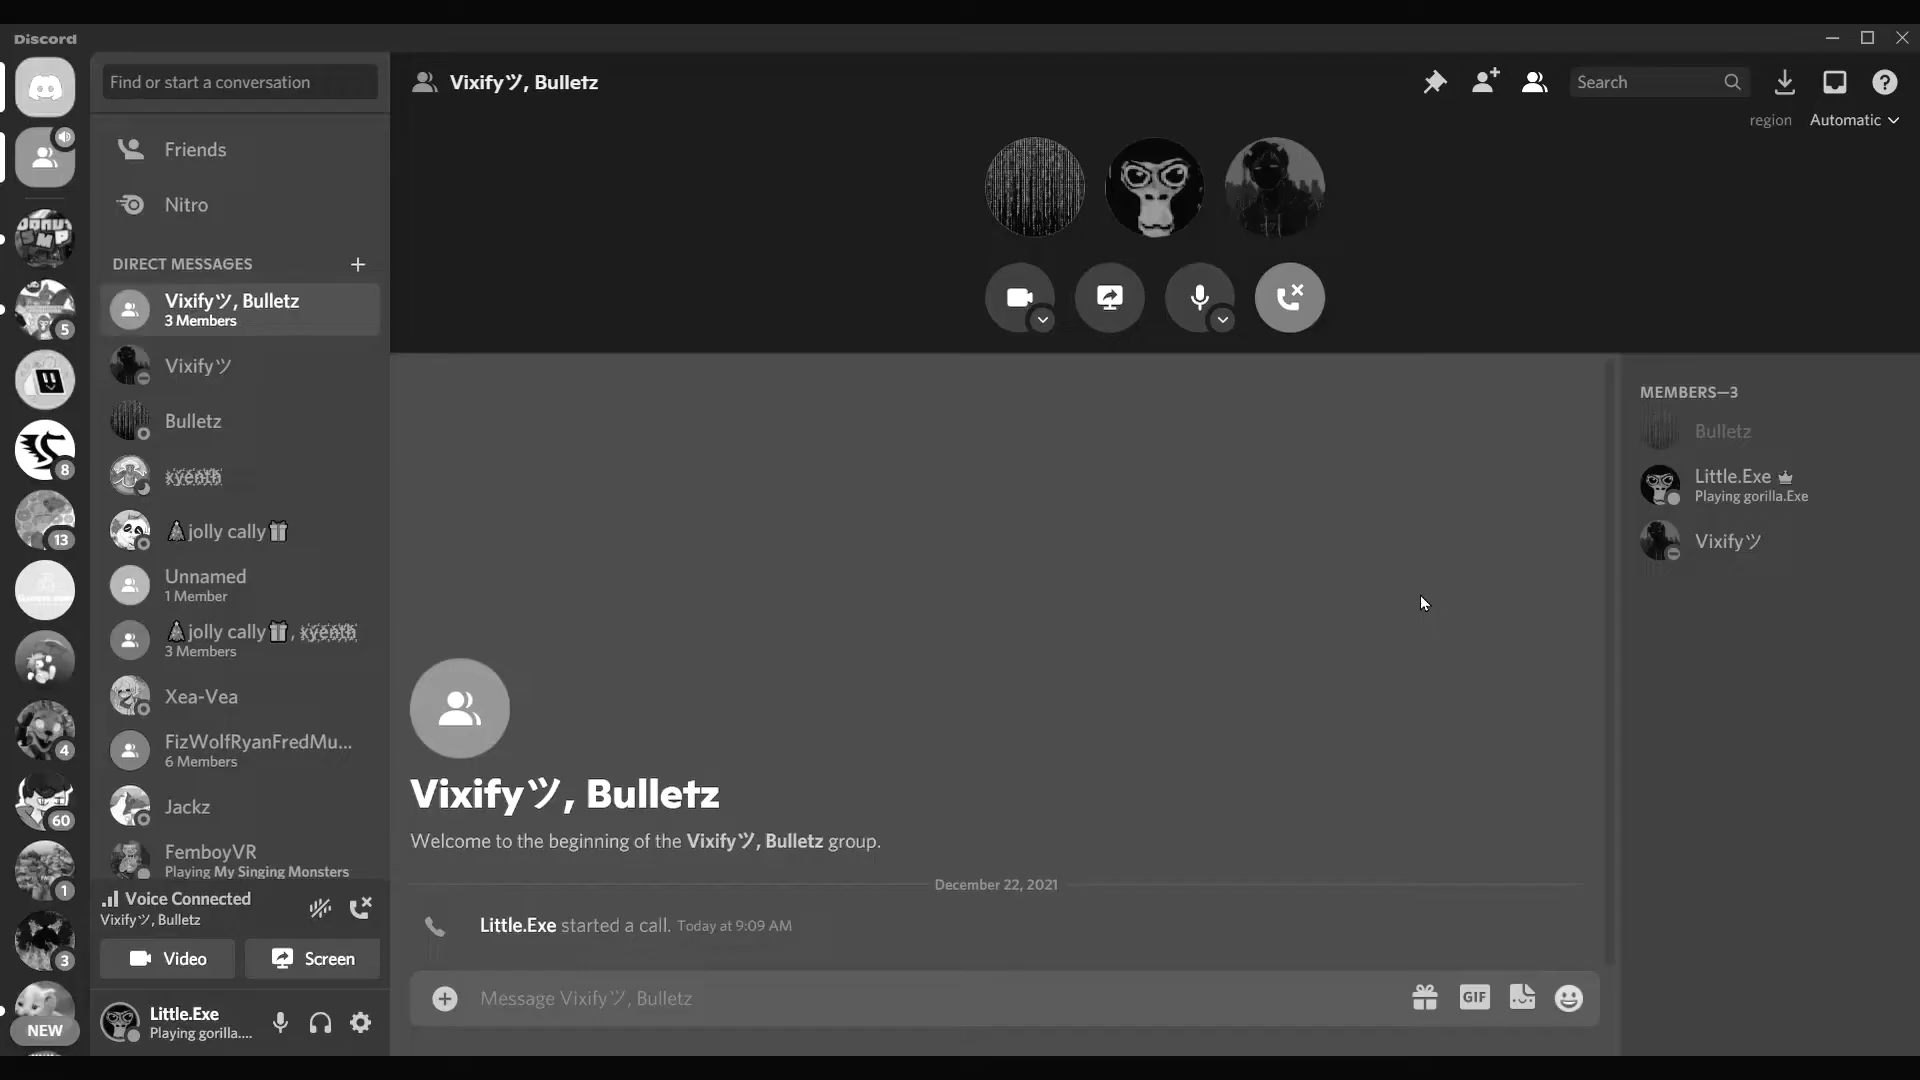 Discord
Find or start a conversation
Friends
Nitro
DIRECT MESSAGES
Vixifyツ, Bulletz
3 Members
Vixifyツ
Bulletz
xyenth
jolly cally
Unnamed
1 Member
jolly cally, xyenth
3 Members
Xea-Vea
FizWolfRyanFredMu...
6 Members
Jackz
FemboyVR
Playing My Singing Monsters
Voice Connected
Vixifyツ, Bulletz
Video
Screen
Little.Exe
Playing gorilla....
5
8
13
4
60
1
3
NEW
Vixifyツ, Bulletz
Search
region
Automatic
Vixifyツ, Bulletz
Welcome to the beginning of the Vixifyツ, Bulletz group.
December 22, 2021
Little.Exe started a call. Today at 9:09 AM
Message Vixifyツ, Bulletz
GIF
MEMBERS—3
Bulletz
Little.Exe
Playing gorilla.Exe
Vixifyツ